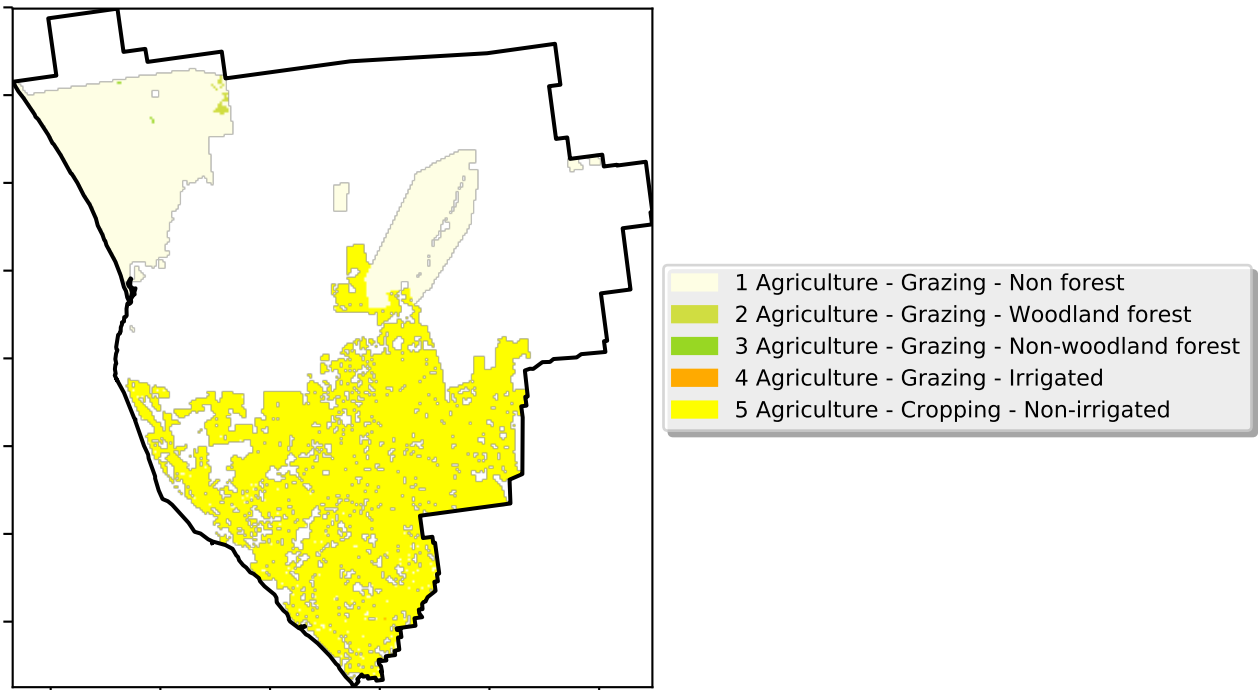 1 Agriculture - Grazing - Non forest
2 Agriculture - Grazing - Woodland forest
3 Agriculture - Grazing - Non-woodland forest
4 Agriculture - Grazing - Irrigated
5 Agriculture - Cropping - Non-irrigated